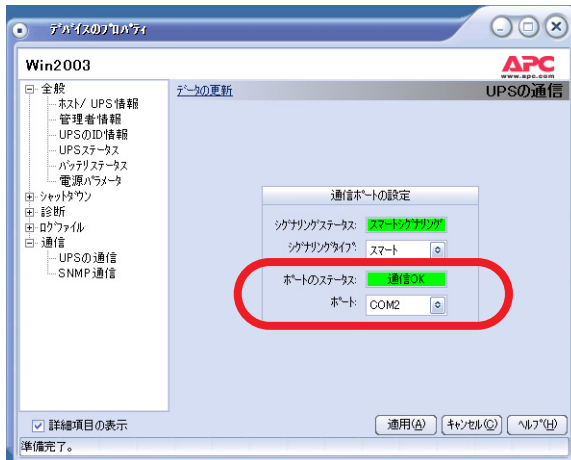 ﾃﾞﾊﾞｲｽのﾌﾟﾛﾊﾟﾃｨ
Win2003
APC
www.apc.com
全般
ﾎｽﾄ/ UPS情報
管理者情報
UPSのID情報
UPSｽﾃｰﾀｽ
ﾊﾞｯﾃﾘｽﾃｰﾀｽ
電源ﾊﾟﾗﾒｰﾀ
ｼｬｯﾄﾀﾞｳﾝ
診断
ﾛｸﾞﾌｧｲﾙ
通信
UPSの通信
SNMP通信
ﾃﾞｰﾀの更新
UPSの通信
通信ﾎﾟｰﾄの設定
ｼｸﾞﾅﾘﾝｸﾞｽﾃｰﾀｽ: ｽﾏｰﾄｼｸﾞﾅﾘﾝｸﾞ
ｼｸﾞﾅﾘﾝｸﾞﾀｲﾌﾟ: ｽﾏｰﾄ
ﾎﾟｰﾄのｽﾃｰﾀｽ: 通信OK
ﾎﾟｰﾄ: COM2
詳細項目の表示
適用(A) ｷｬﾝｾﾙ(C) ﾍﾙﾌﾟ(H)
準備完了。